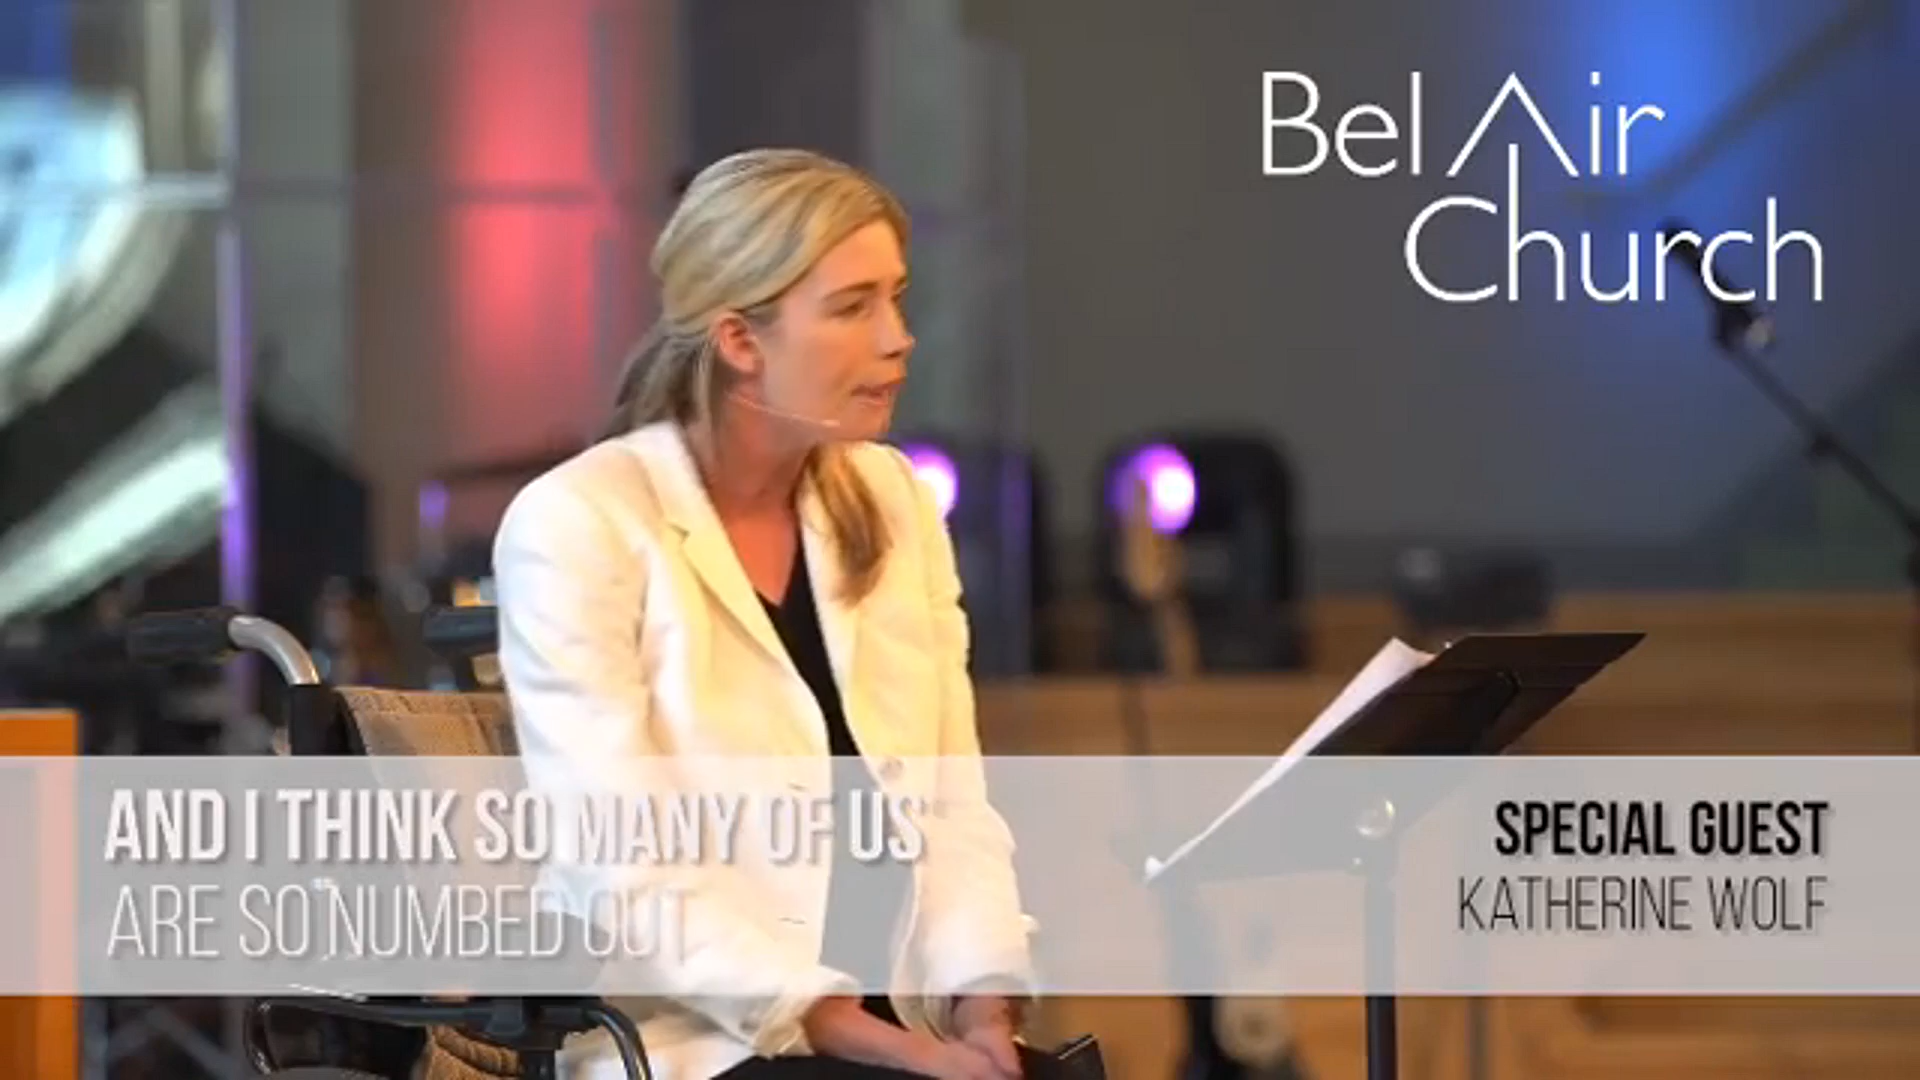 Bel Air
Church
AND I THINK SO MANY OF US
ARE SO NUMBED OUT
SPECIAL GUEST
KATHERINE WOLF